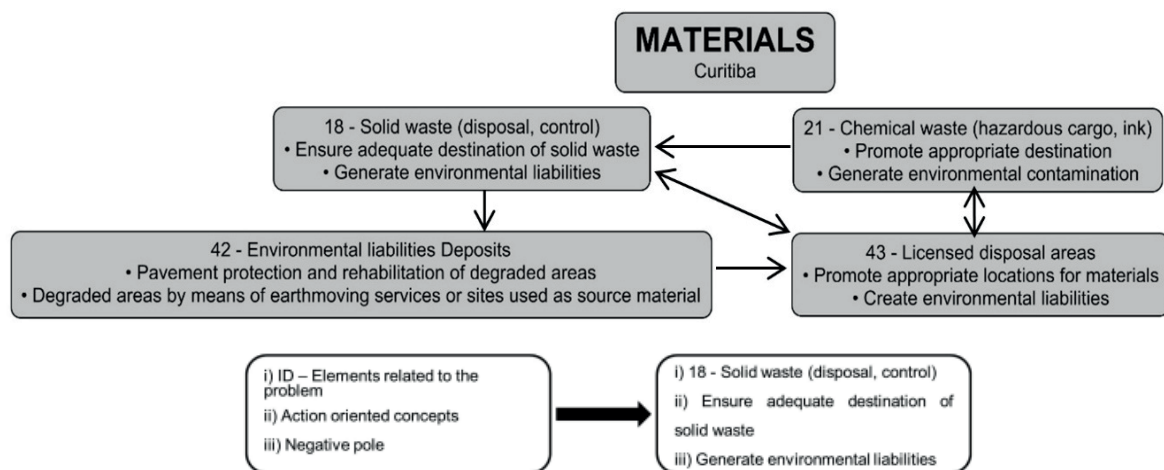 MATERIALS
Curitiba
18 - Solid waste (disposal, control)
• Ensure adequate destination of solid waste
• Generate environmental liabilities
21 - Chemical waste (hazardous cargo, ink)
• Promote appropriate destination
• Generate environmental contamination
42 - Environmental liabilities Deposits
• Pavement protection and rehabilitation of degraded areas
• Degraded areas by means of earthmoving services or sites used as source material
43 - Licensed disposal areas
• Promote appropriate locations for materials
• Create environmental liabilities
i) ID – Elements related to the
problem
ii) Action oriented concepts
iii) Negative pole
i) 18 - Solid waste (disposal, control)
ii) Ensure adequate destination of
solid waste
iii) Generate environmental liabilities